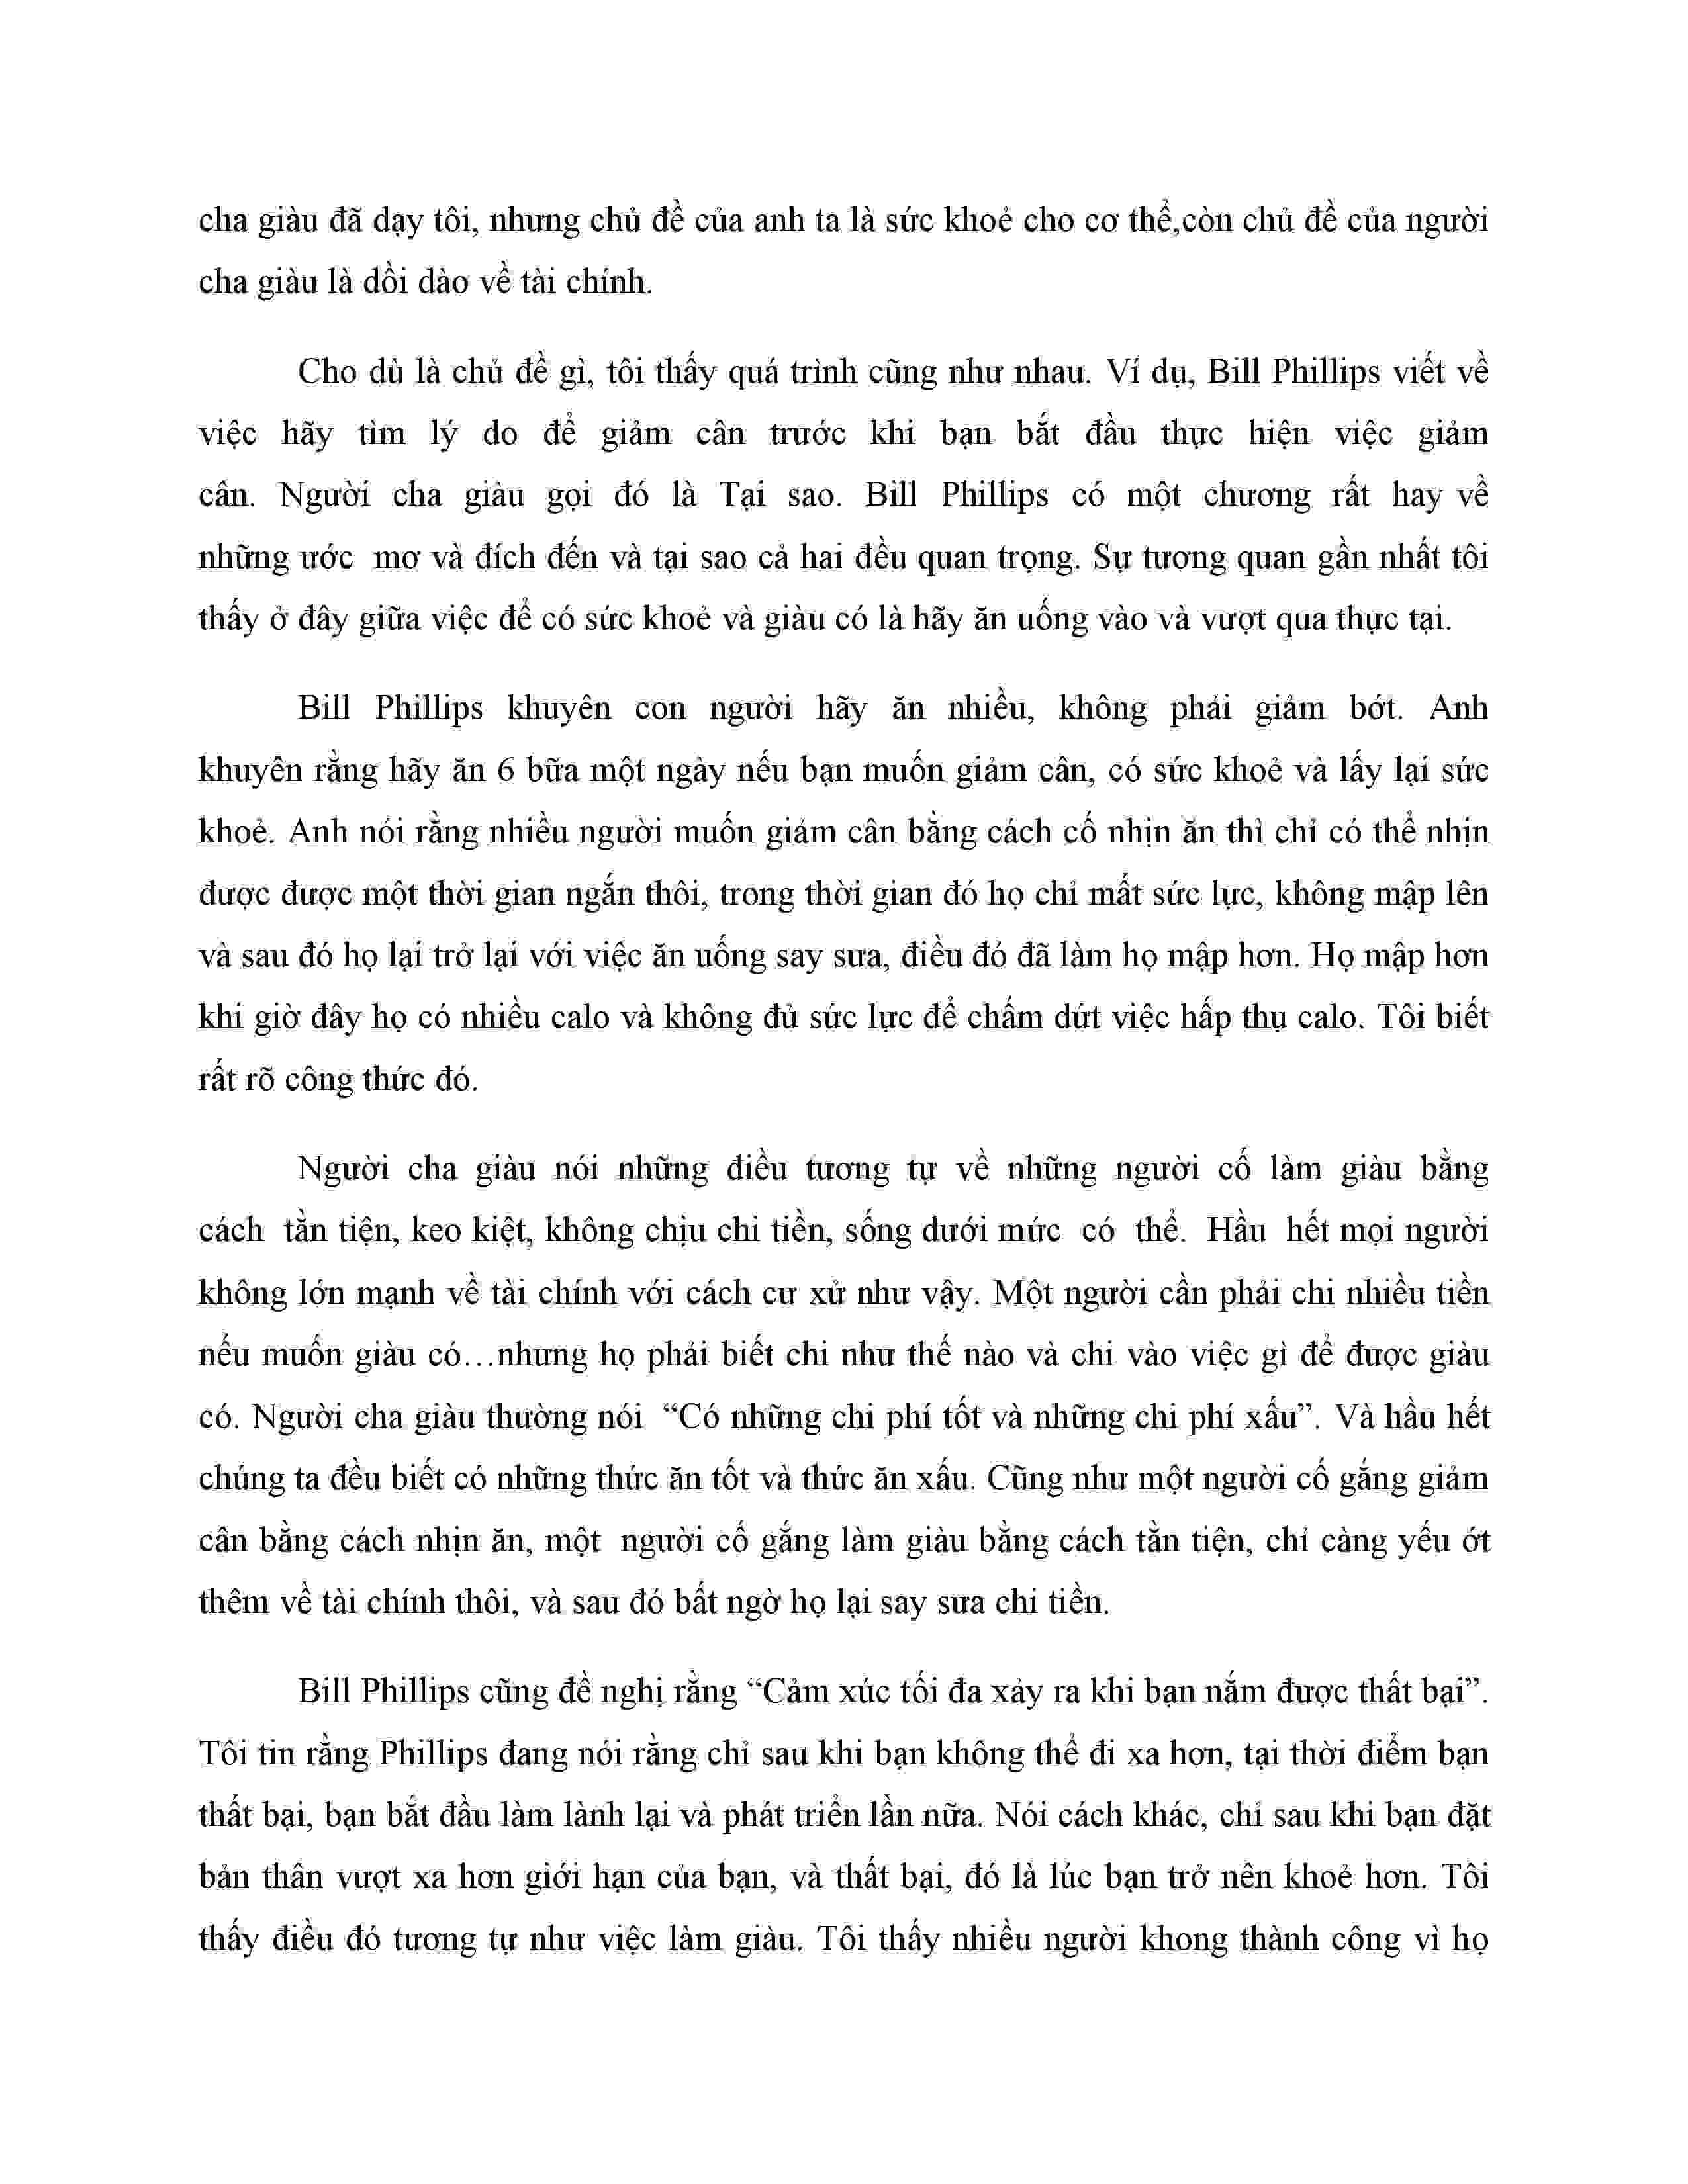 cha giàu đã dạy tôi, nhưng chủ đề của anh ta là sức khoẻ cho cơ thể,còn chủ đề của người
cha giàu là dồi dào về tài chính.
Cho dù là chủ đề gì, tôi thấy quá trình cũng như nhau. Ví dụ, Bill Phillips viết về
việc hãy tìm lý do để giảm cân trước khi bạn bắt đầu thực hiện việc giảm
cân. Người cha giàu gọi đó là Tại sao. Bill Phillips có một chương rất hay về
những ước mơ và đích đến và tại sao cả hai đều quan trọng. Sự tương quan gần nhất tôi
thấy ở đây giữa việc để có sức khoẻ và giàu có là hãy ăn uống vào và vượt qua thực tại.
Bill Phillips khuyên con người hãy ăn nhiều, không phải giảm bớt. Anh
khuyên rằng hãy ăn 6 bữa một ngày nếu bạn muốn giảm cân, có sức khoẻ và lấy lại sức
khoẻ. Anh nói rằng nhiều người muốn giảm cân bằng cách cố nhịn ăn thì chỉ có thể nhịn
được được một thời gian ngắn thôi, trong thời gian đó họ chỉ mất sức lực, không mập lên
và sau đó họ lại trở lại với việc ăn uống say sưa, điều đó đã làm họ mập hơn. Họ mập hơn
khi giờ đây họ có nhiều calo và không đủ sức lực để chấm dứt việc hấp thụ calo. Tôi biết
rất rõ công thức đó.
Người cha giàu nói những điều tương tự về những người cố làm giàu bằng
cách tằn tiện, keo kiệt, không chịu chi tiền, sống dưới mức có thể. Hầu hết mọi người
không lớn mạnh về tài chính với cách cư xử như vậy. Một người cần phải chi nhiều tiền
nếu muốn giàu có…nhưng họ phải biết chi như thế nào và chi vào việc gì để được giàu
có. Người cha giàu thường nói “Có những chi phí tốt và những chi phí xấu”. Và hầu hết
chúng ta đều biết có những thức ăn tốt và thức ăn xấu. Cũng như một người cố gắng giảm
cân bằng cách nhịn ăn, một người cố gắng làm giàu bằng cách tằn tiện, chỉ càng yếu ớt
thêm về tài chính thôi, và sau đó bất ngờ họ lại say sưa chi tiền.
Bill Phillips cũng đề nghị rằng “Cảm xúc tối đa xảy ra khi bạn nắm được thất bại”.
Tôi tin rằng Phillips đang nói rằng chỉ sau khi bạn không thể đi xa hơn, tại thời điểm bạn
thất bại, bạn bắt đầu làm lành lại và phát triển lần nữa. Nói cách khác, chỉ sau khi bạn đặt
bản thân vượt xa hơn giới hạn của bạn, và thất bại, đó là lúc bạn trở nên khoẻ hơn. Tôi
thấy điều đó tương tự như việc làm giàu. Tôi thấy nhiều người khong thành công vì họ